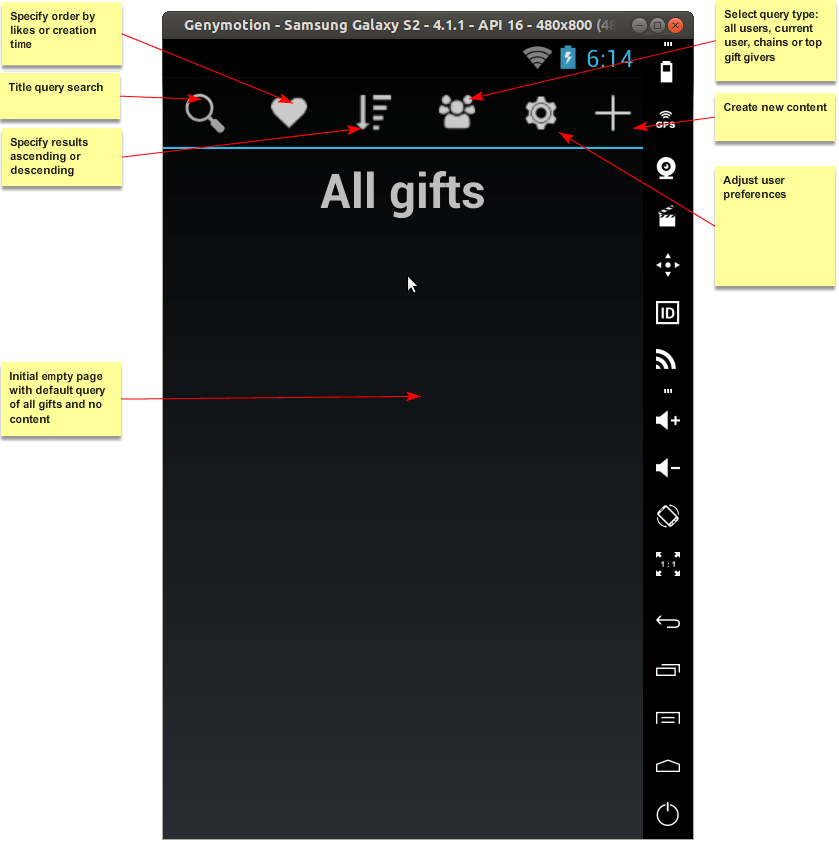 Specify order by
likes or creation
time
Title query search
Specify results
ascending or
descending
Initial empty page
with default query
of all gifts and no
content
Genymotion - Samsung Galaxy S2 - 4.1.1 - API 16 - 480x800 (48
6:14
All gifts
GPS
ID
1:1
Select query type:
all users, current
user, chains or top
gift givers
Create new content
Adjust user
preferences